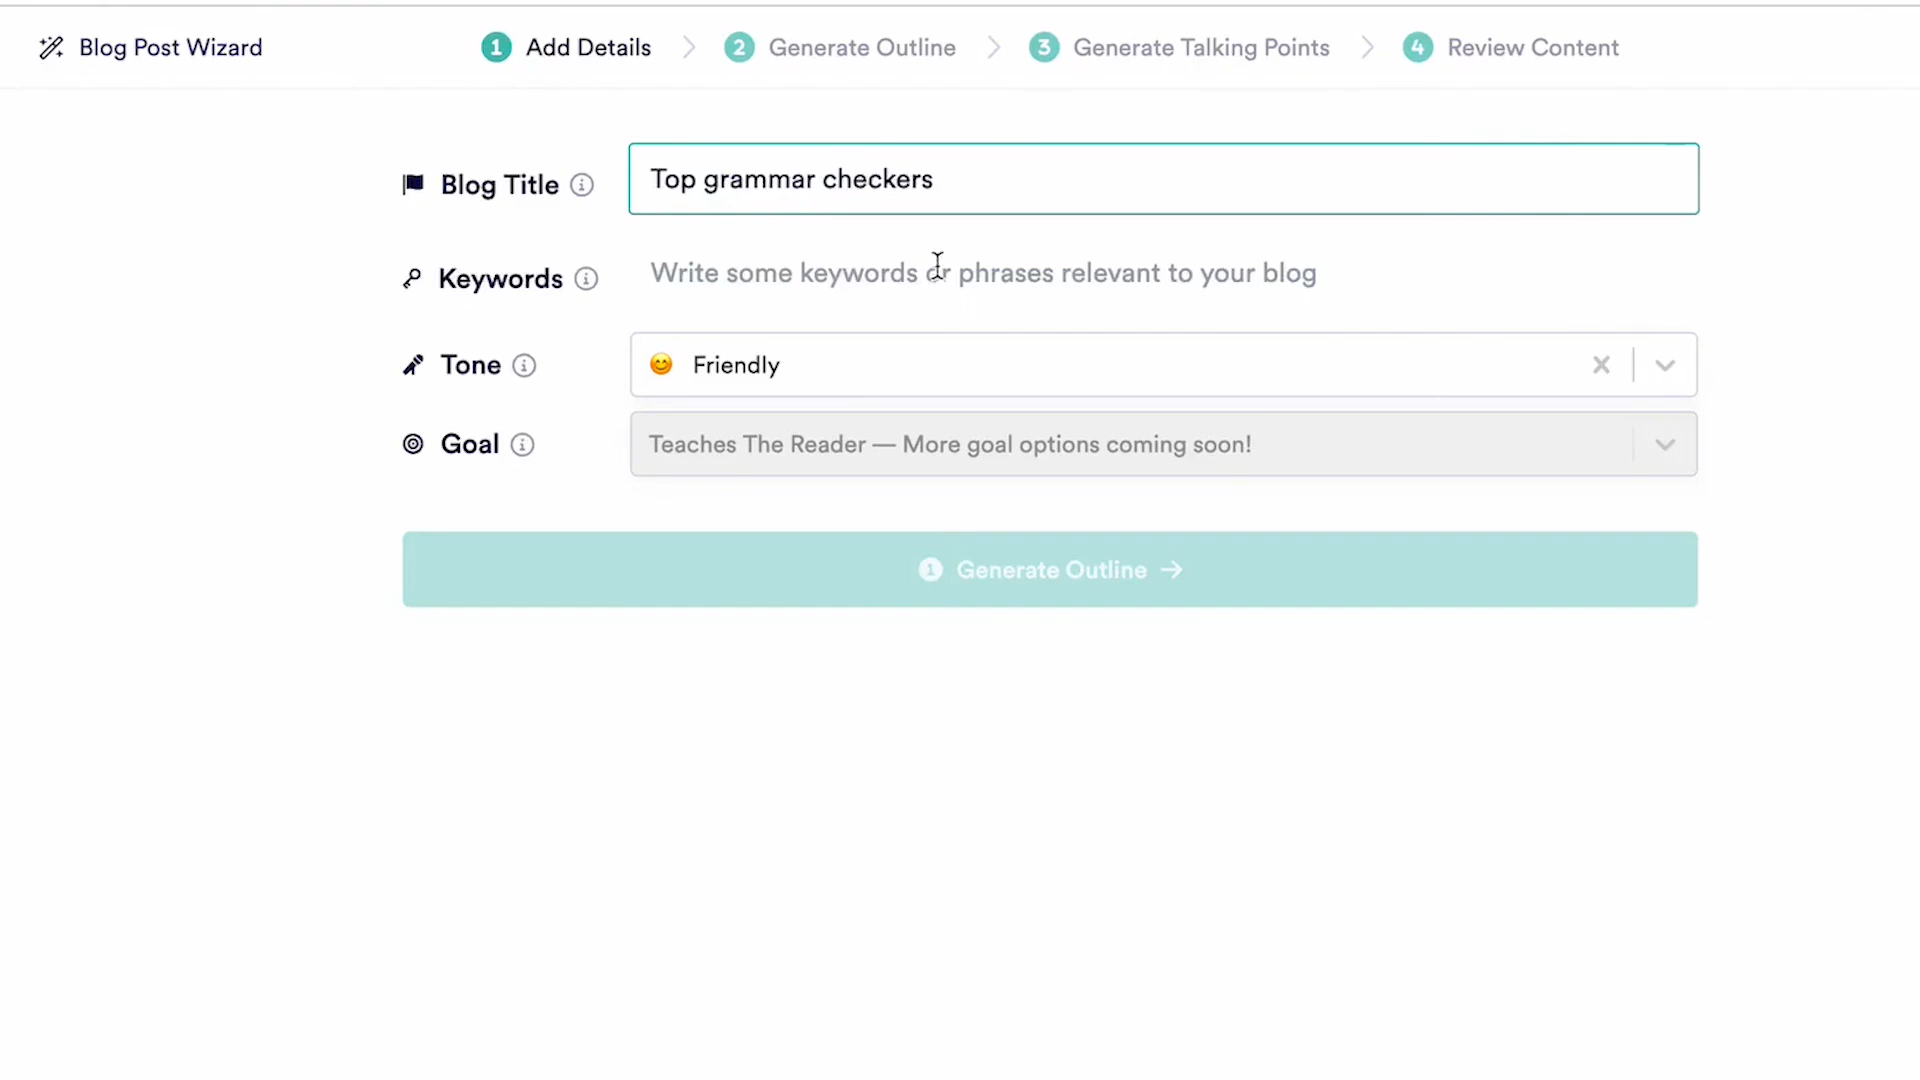 Blog Post Wizard
1 Add Details
2 Generate Outline
3 Generate Talking Points
4 Review Content
Blog Title
Top grammar checkers
Keywords
Write some keywords or phrases relevant to your blog
Tone
😊 Friendly
Goal
Teaches The Reader — More goal options coming soon!
1 Generate Outline →